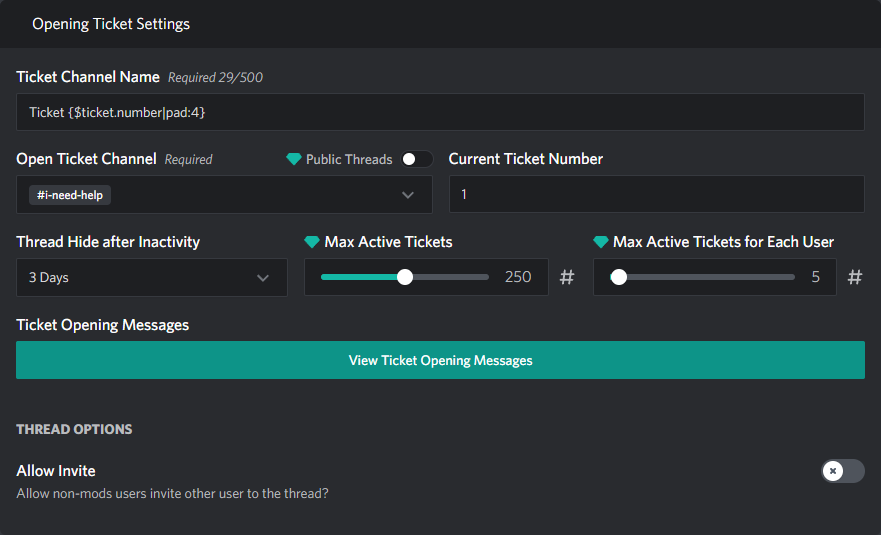 Opening Ticket Settings
Ticket Channel Name Required 29/500
Ticket {$ticket.number|pad:4}
Open Ticket Channel Required Public Threads Current Ticket Number
#i-need-help 1
Thread Hide after Inactivity Max Active Tickets Max Active Tickets for Each User
3 Days 250 # 5 #
Ticket Opening Messages
View Ticket Opening Messages
THREAD OPTIONS
Allow Invite
Allow non-mods users invite other user to the thread?